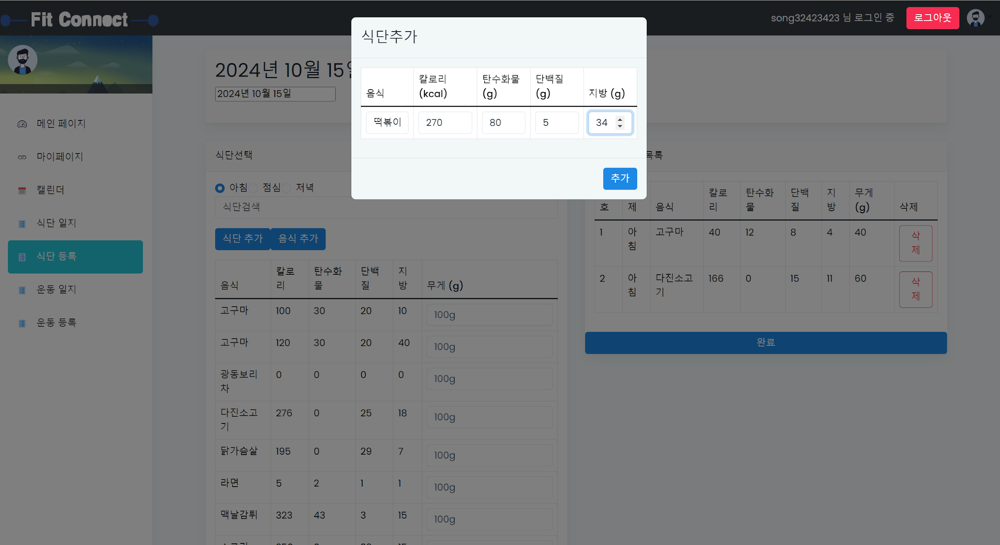 Fit Connect
song32423423 님 로그인 중
로그아웃
메인 페이지
마이페이지
캘린더
식단 일지
식단 등록
운동 일지
운동 등록
2024년 10월 15일
2024년 10월 15일
식단추가
음식
칼로리
(kcal)
탄수화물
(g)
단백질
(g)
지방 (g)
떡볶이 270 80 5 34
추가
식단선택
아침 점심 저녁
식단검색
식단 추가 음식 추가
음식
칼로
리
탄수화
물
단백
질
지
방
무게 (g)
고구마 100 30 20 10 100g
고구마 120 30 20 40 100g
광동보리
차
0 0 0 0 100g
다진소고
기
276 0 25 18 100g
닭가슴살 195 0 29 7 100g
라면 5 2 1 1 100g
맥날감튀 323 43 3 15 100g
목록
호
제
음식
칼로
리
탄수화
물
단백
질
지
방
무게
(g)
삭제
1
아
침
고구마 40 12 8 4 40
삭
제
2
아
침
다진소고
기
166 0 15 11 60
삭
제
완료